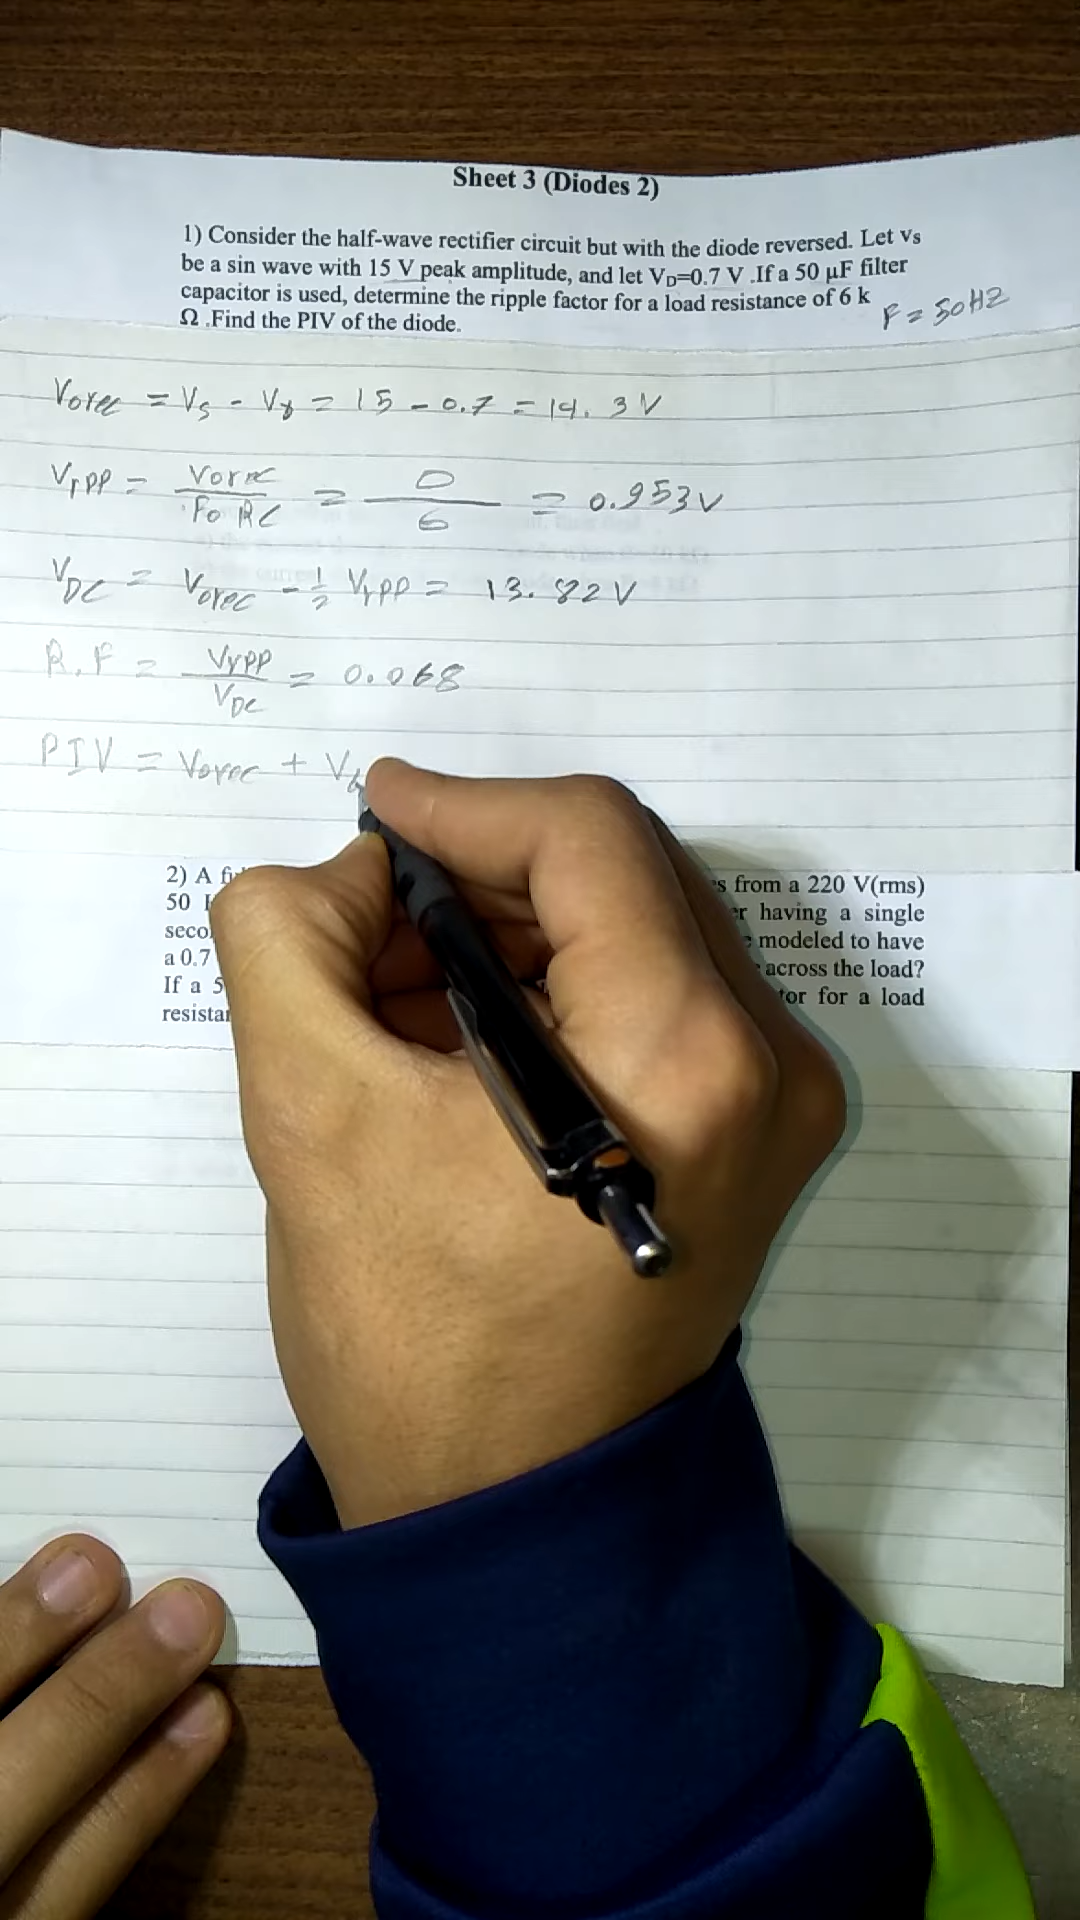 Sheet 3 (Diodes 2)
1) Consider the half-wave rectifier circuit but with the diode reversed. Let vs
be a sin wave with 15 V peak amplitude, and let VD=0.7 V .If a 50 μF filter
capacitor is used, determine the ripple factor for a load resistance of 6 k
Ω .Find the PIV of the diode.
F = 50HZ
Vorec = Vs - Vγ = 15 - 0.7 = 14.3V
VrPP = Vorec / Fo RC = 0 / 6 = 0.953V
VDC = Vorec - 1/2 VrPP = 13.82V
R.F = VrPP / VDC = 0.068
PIV = Vorec + V
2) A s from a 220 V(rms)
50 having a single
modeled to have
a 0.7 across the load?
If a 5 for a load